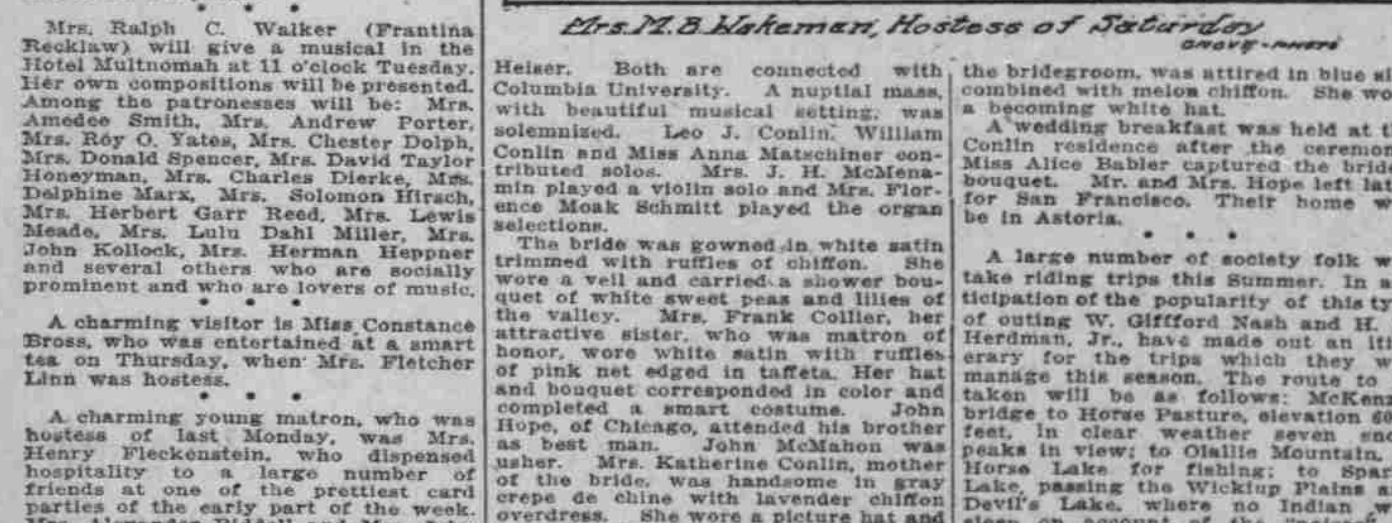 Mrs. Ralph C. Walker (Frantina
Recklaw) will give a musical in the
Hotel Multnomah at 11 o'clock Tuesday.
Her own compositions will be presented.
Among the patronesses will be: Mrs.
Amedee Smith, Mrs. Andrew Porter,
Mrs. Roy O. Yates, Mrs. Chester Dolph,
Mrs. Donald Spencer, Mrs. David Taylor
Honeyman, Mrs. Charles Dierke, Mrs.
Delphine Marx, Mrs. Solomon Hirsch,
Mrs. Herbert Garr Reed, Mrs. Lewis
Meade, Mrs. Lulu Dahl Miller, Mrs.
John Kollock, Mrs. Herman Heppner
and several others who are socially
prominent and who are lovers of music.
* * *
A charming visitor is Miss Constance
Bross, who was entertained at a smart
tea on Thursday, when Mrs. Fletcher
Linn was hostess.
* * *
A charming young matron, who was
hostess of last Monday, was Mrs.
Henry Fleckenstein, who dispensed
hospitality to a large number of
friends at one of the prettiest card
parties of the early part of the week.
Mrs. Alexander
Mrs. M. B. Wakeman, Hostess of Saturday
GROVE-PHOTO
Heiser. Both are connected with
Columbia University. A nuptial mass,
with beautiful musical setting, was
solemnized. Leo J. Conlin, William
Conlin and Miss Anna Matschiner con-
tributed solos. Mrs. J. H. McMena-
min played a violin solo and Mrs. Flor-
ence Moak Schmitt played the organ
selections.
The bride was gowned in white satin
trimmed with ruffles of chiffon. She
wore a veil and carried a shower bou-
quet of white sweet peas and lilies of
the valley. Mrs. Frank Collier, her
attractive sister, who was matron of
honor, wore white satin with ruffles
of pink net edged in taffeta. Her hat
and bouquet corresponded in color and
completed a smart costume. John
Hope, of Chicago, attended his brother
as best man. John McMahon was
usher. Mrs. Katherine Conlin, mother
of the bride, was handsome in gray
crepe de chine with lavender chiffon
overdress. She wore a picture hat and
the bridegroom, was attired in blue si
combined with melon chiffon. She wo
a becoming white hat.
A wedding breakfast was held at t
Conlin residence after the ceremon
Miss Alice Babler captured the brid
bouquet. Mr. and Mrs. Hope left lat
for San Francisco. Their home w
be in Astoria.
* * *
A large number of society folk w
take riding trips this Summer. In a
ticipation of the popularity of this ty
of outing W. Giffford Nash and H.
Herdman, Jr., have made out an iti
erary for the trips which they w
manage this season. The route to
taken will be as follows: McKenz
bridge to Horse Pasture, elevation
feet, in clear weather seven sno
peaks in view; to Olallie Mountain,
Horse Lake for fishing; to Spar
Lake, passing the Wickiup Plains a
Devil's Lake, where no Indian w
sleep on account of